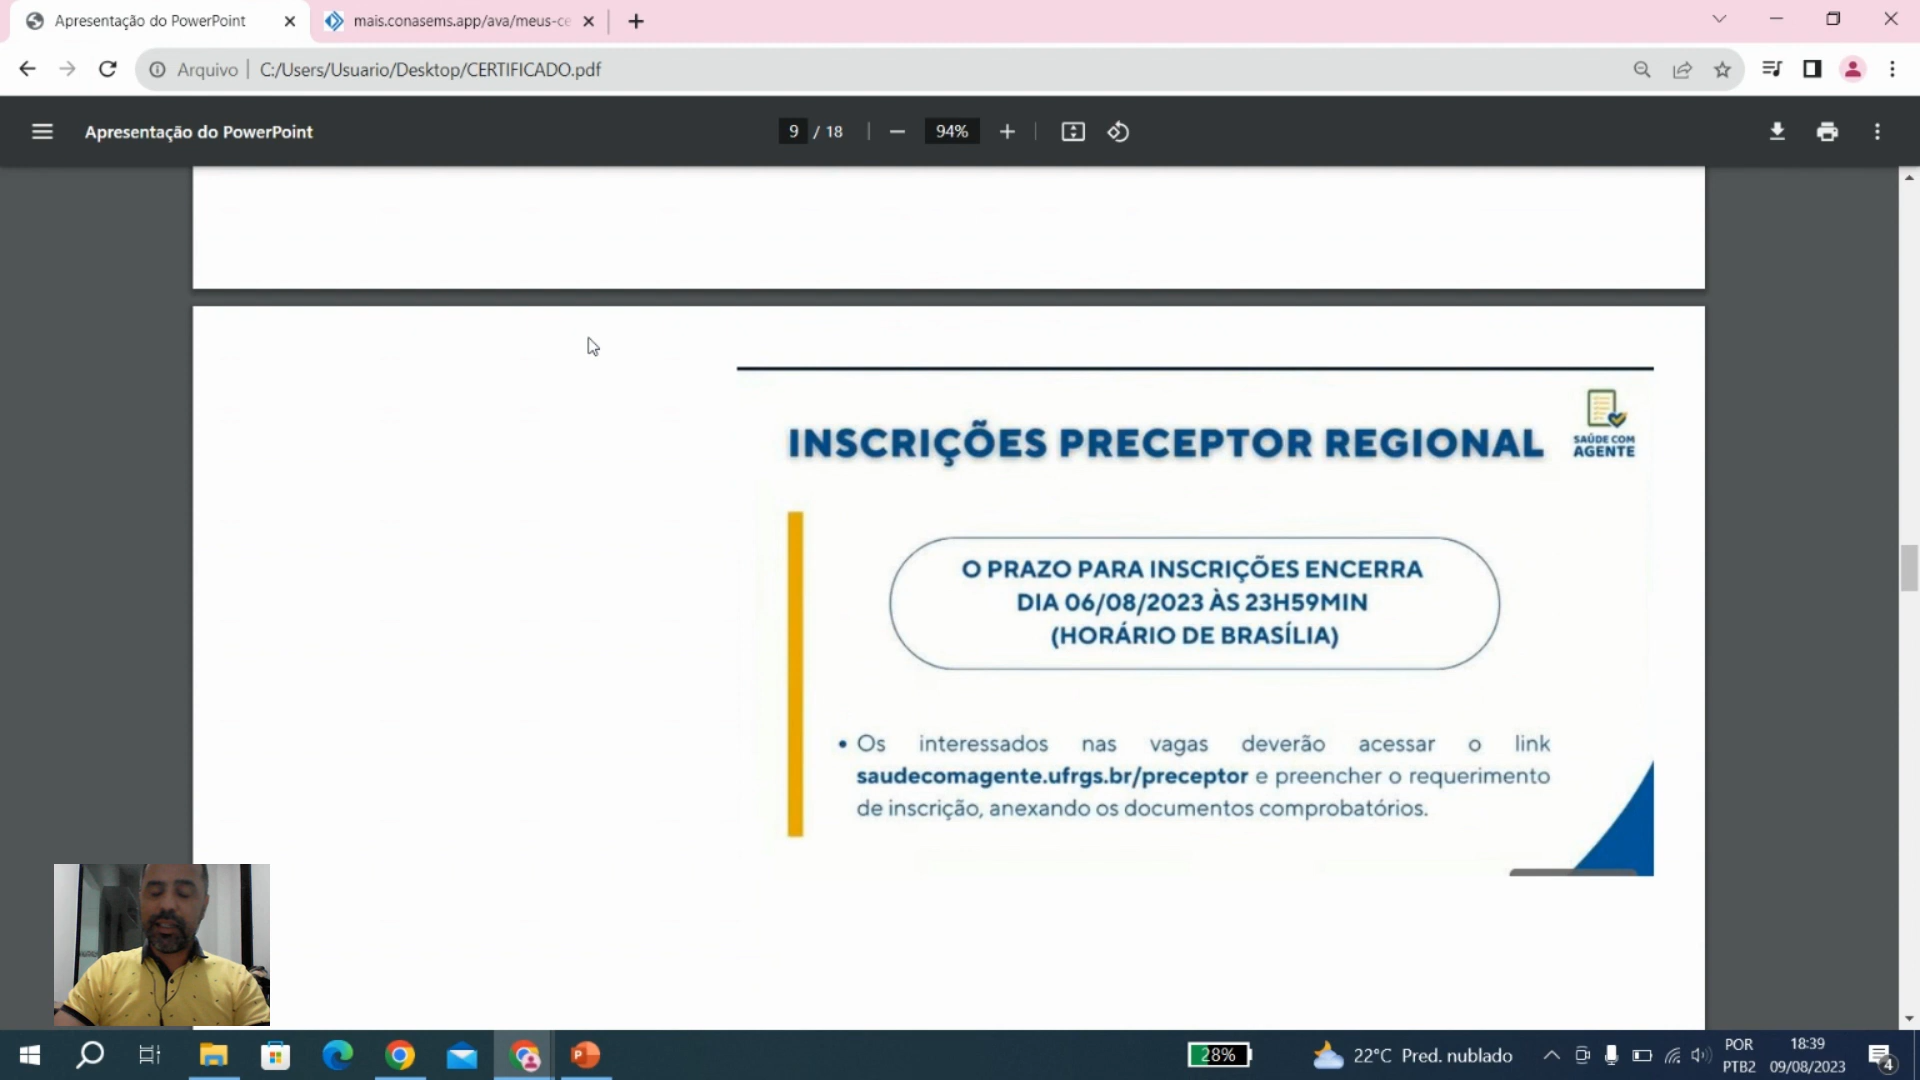 Apresentação do PowerPoint
mais.conasems.app/ava/meus-ce
Arquivo
C:/Users/Usuario/Desktop/CERTIFICADO.pdf
Apresentação do PowerPoint
9 / 18
94%
INSCRIÇÕES PRECEPTOR REGIONAL
SAÚDE COM
AGENTE
O PRAZO PARA INSCRIÇÕES ENCERRA
DIA 06/08/2023 ÀS 23H59MIN
(HORÁRIO DE BRASÍLIA)
• Os interessados nas vagas deverão acessar o link
saudecomagente.ufrgs.br/preceptor e preencher o requerimento
de inscrição, anexando os documentos comprobatórios.
28%
22°C Pred. nublado
POR
PTB2
18:39
09/08/2023
4